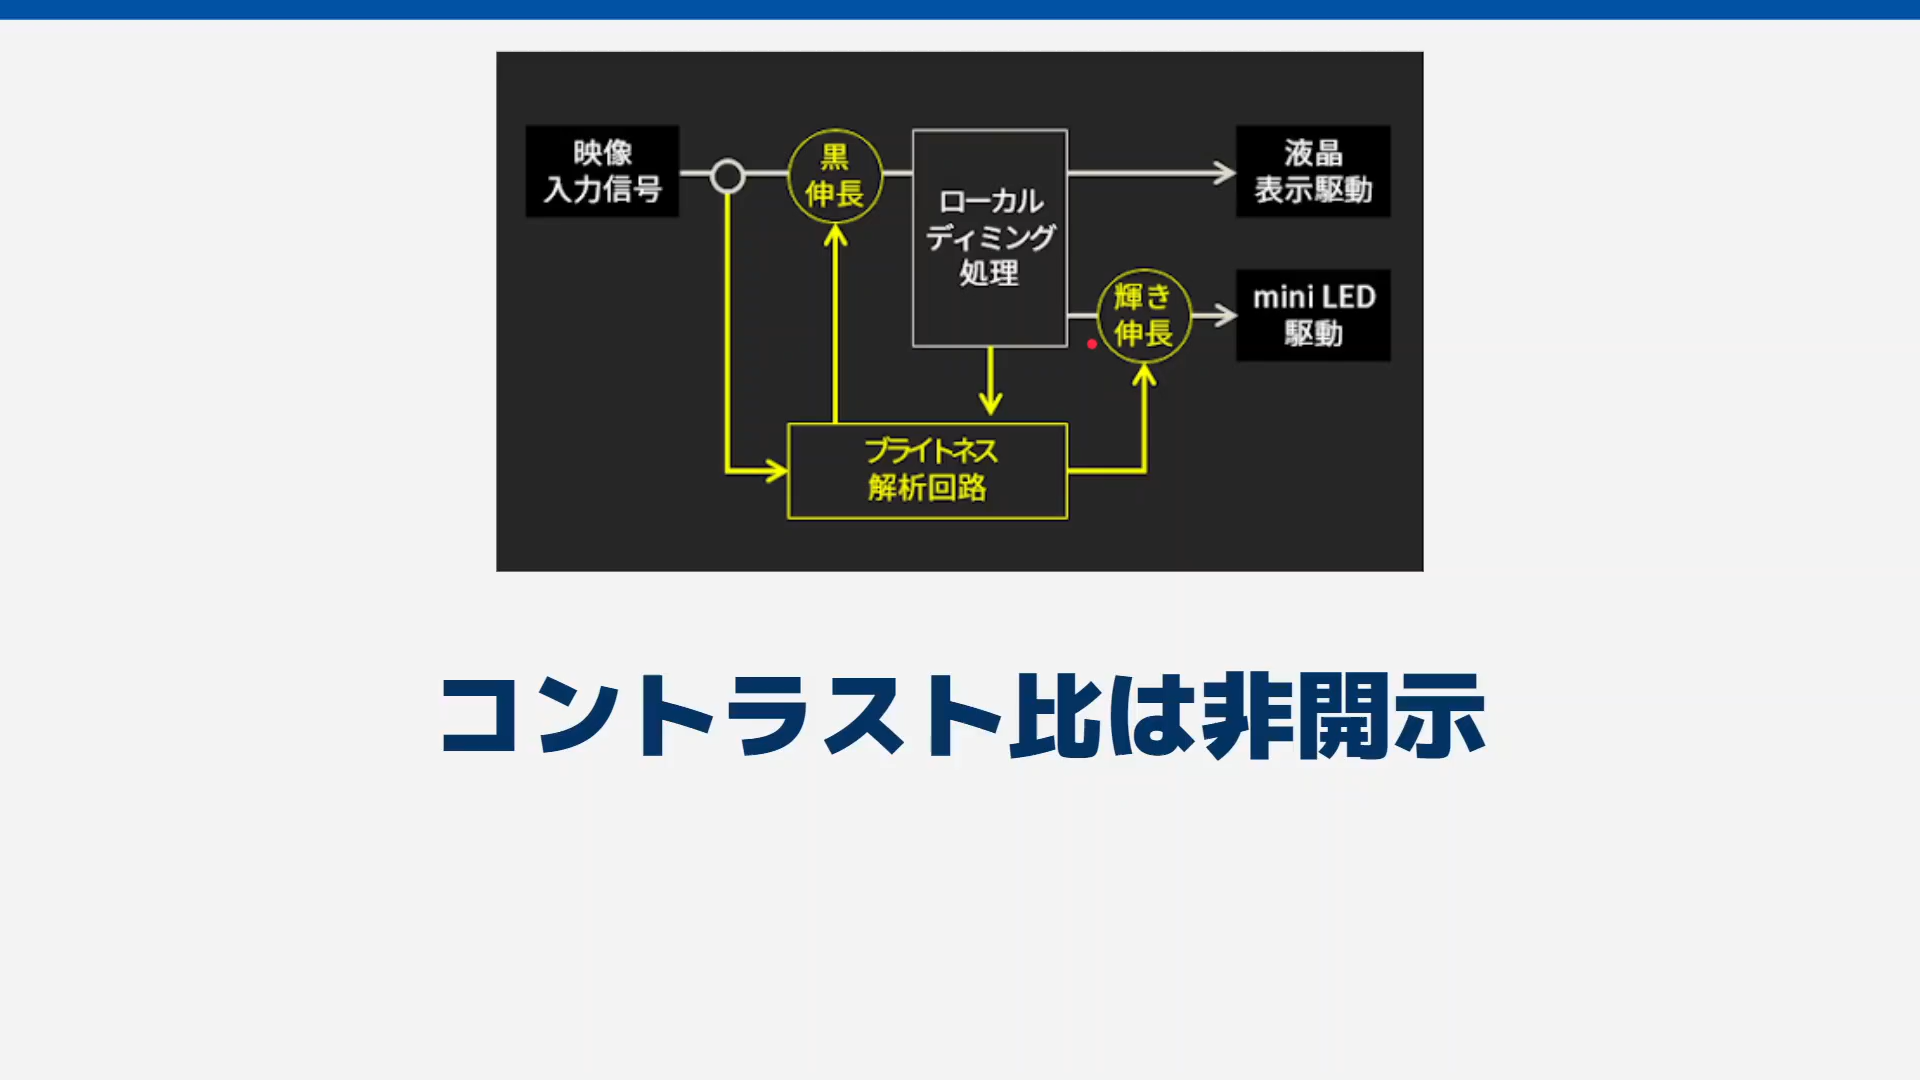 映像
入力信号
黒
伸長
ローカル
ディミング
処理
液晶
表示駆動
輝き
伸長
mini LED
駆動
ブライトネス
解析回路
コントラスト比は非開示